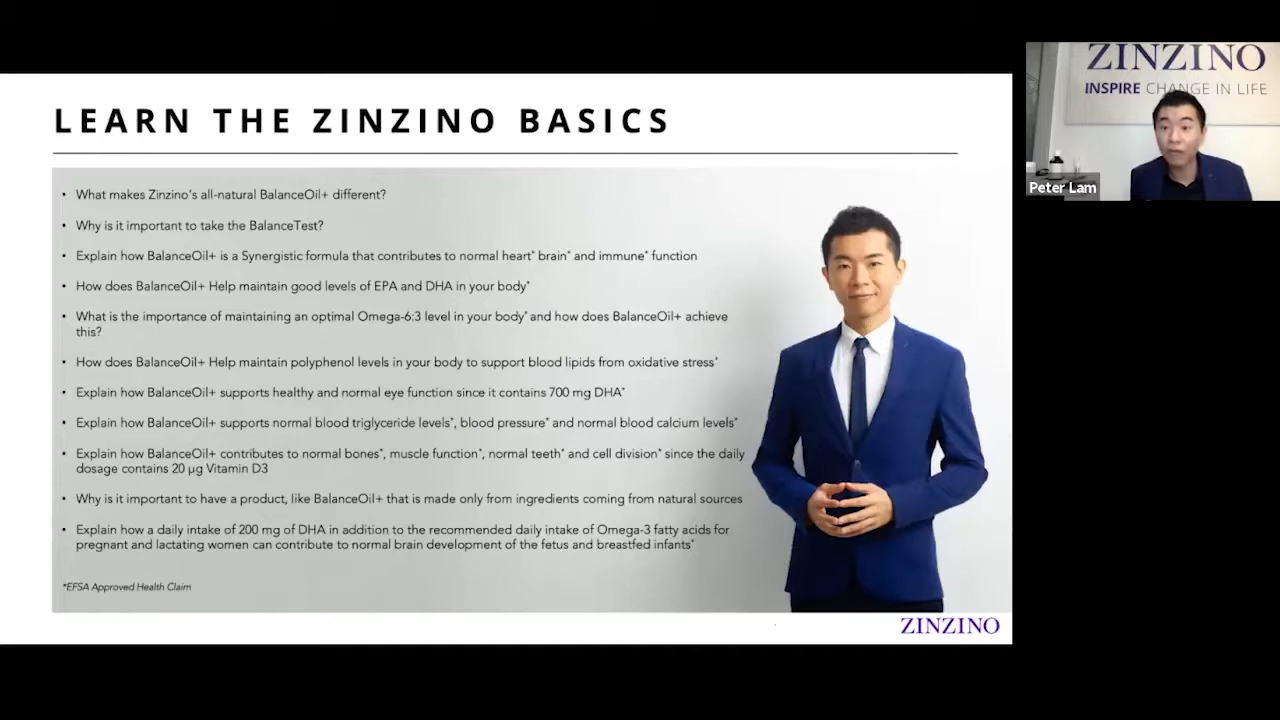 LEARN THE ZINZINO BASICS
• What makes Zinzino's all-natural BalanceOil+ different?
• Why is it important to take the BalanceTest?
• Explain how BalanceOil+ is a Synergistic formula that contributes to normal heart* brain* and immune* function
• How does BalanceOil+ Help maintain good levels of EPA and DHA in your body*
• What is the importance of maintaining an optimal Omega-6:3 level in your body* and how does BalanceOil+ achieve
this?
• How does BalanceOil+ Help maintain polyphenol levels in your body to support blood lipids from oxidative stress*
• Explain how BalanceOil+ supports healthy and normal eye function since it contains 700 mg DHA*
• Explain how BalanceOil+ supports normal blood triglyceride levels*, blood pressure* and normal blood calcium levels*
• Explain how BalanceOil+ contributes to normal bones*, muscle function*, normal teeth* and cell division* since the daily
dosage contains 20 µg Vitamin D3
• Why is it important to have a product, like BalanceOil+ that is made only from ingredients coming from natural sources
• Explain how a daily intake of 200 mg of DHA in addition to the recommended daily intake of Omega-3 fatty acids for
pregnant and lactating women can contribute to normal brain development of the fetus and breastfed infants*
*EFSA Approved Health Claim
ZINZINO
ZINZINO
INSPIRE CHANGE IN LIFE
Peter Lam